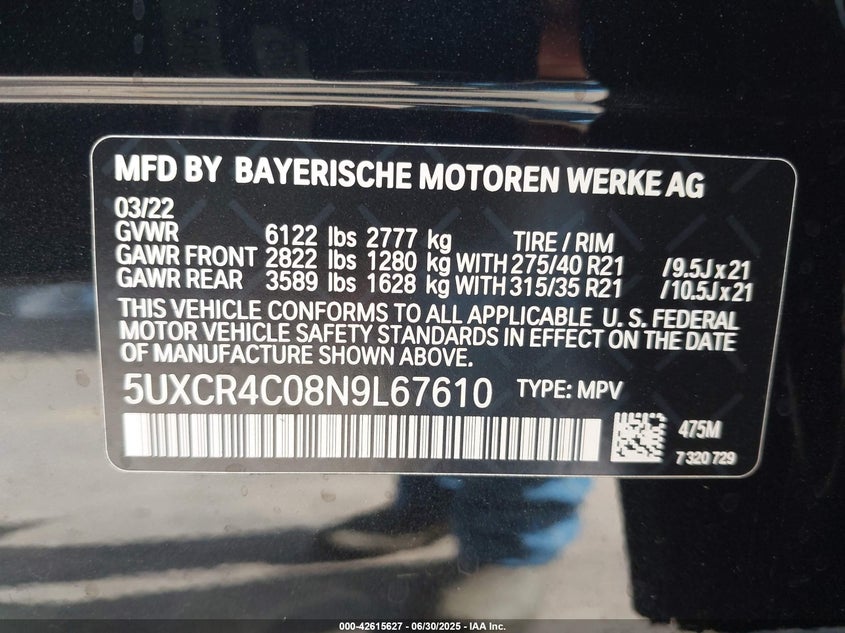 MFD BY BAYERISCHE MOTOREN WERKE AG
03/22
GVWR 6122 lbs 2777 kg TIRE / RIM
GAWR FRONT 2822 lbs 1280 kg WITH 275/40 R21 /9.5J x 21
GAWR REAR 3589 lbs 1628 kg WITH 315/35 R21 /10.5J x 21
THIS VEHICLE CONFORMS TO ALL APPLICABLE U. S. FEDERAL
MOTOR VEHICLE SAFETY STANDARDS IN EFFECT ON THE DATE
OF MANUFACTURE SHOWN ABOVE.
5UXCR4C08N9L67610 TYPE: MPV
475M
7 320 729
000-42615627 - 06/30/2025 - IAA Inc.